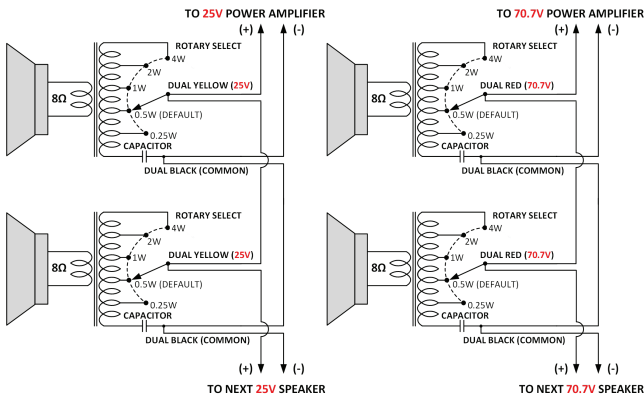 TO 25V POWER AMPLIFIER
(+) (-)
ROTARY SELECT
4W
2W
1W
DUAL YELLOW (25V)
8Ω
0.5W (DEFAULT)
0.25W
CAPACITOR
DUAL BLACK (COMMON)
ROTARY SELECT
4W
2W
1W
DUAL YELLOW (25V)
8Ω
0.5W (DEFAULT)
0.25W
CAPACITOR
DUAL BLACK (COMMON)
(+) (-)
TO NEXT 25V SPEAKER
TO 70.7V POWER AMPLIFIER
(+) (-)
ROTARY SELECT
4W
2W
1W
DUAL RED (70.7V)
8Ω
0.5W (DEFAULT)
0.25W
CAPACITOR
DUAL BLACK (COMMON)
ROTARY SELECT
4W
2W
1W
DUAL RED (70.7V)
8Ω
0.5W (DEFAULT)
0.25W
CAPACITOR
DUAL BLACK (COMMON)
(+) (-)
TO NEXT 70.7V SPEAKER